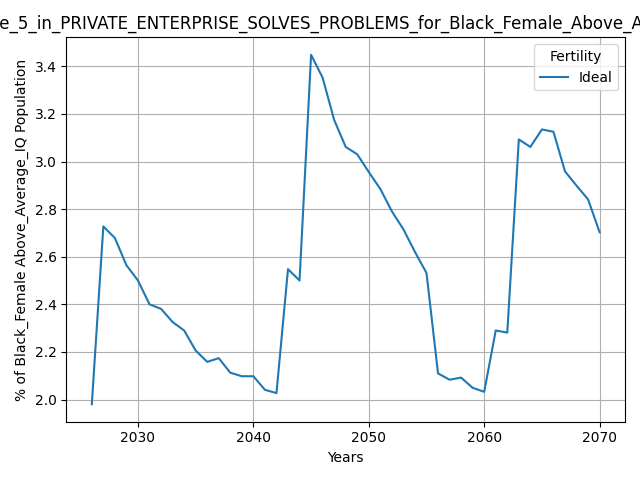 e_5_in_PRIVATE_ENTERPRISE_SOLVES_PROBLEMS_for_Black_Female_Above_A
% of Black_Female Above_Average_IQ Population
3.4
3.2
3.0
2.8
2.6
2.4
2.2
2.0
Fertility
Ideal
2030
2040
2050
2060
2070
Years